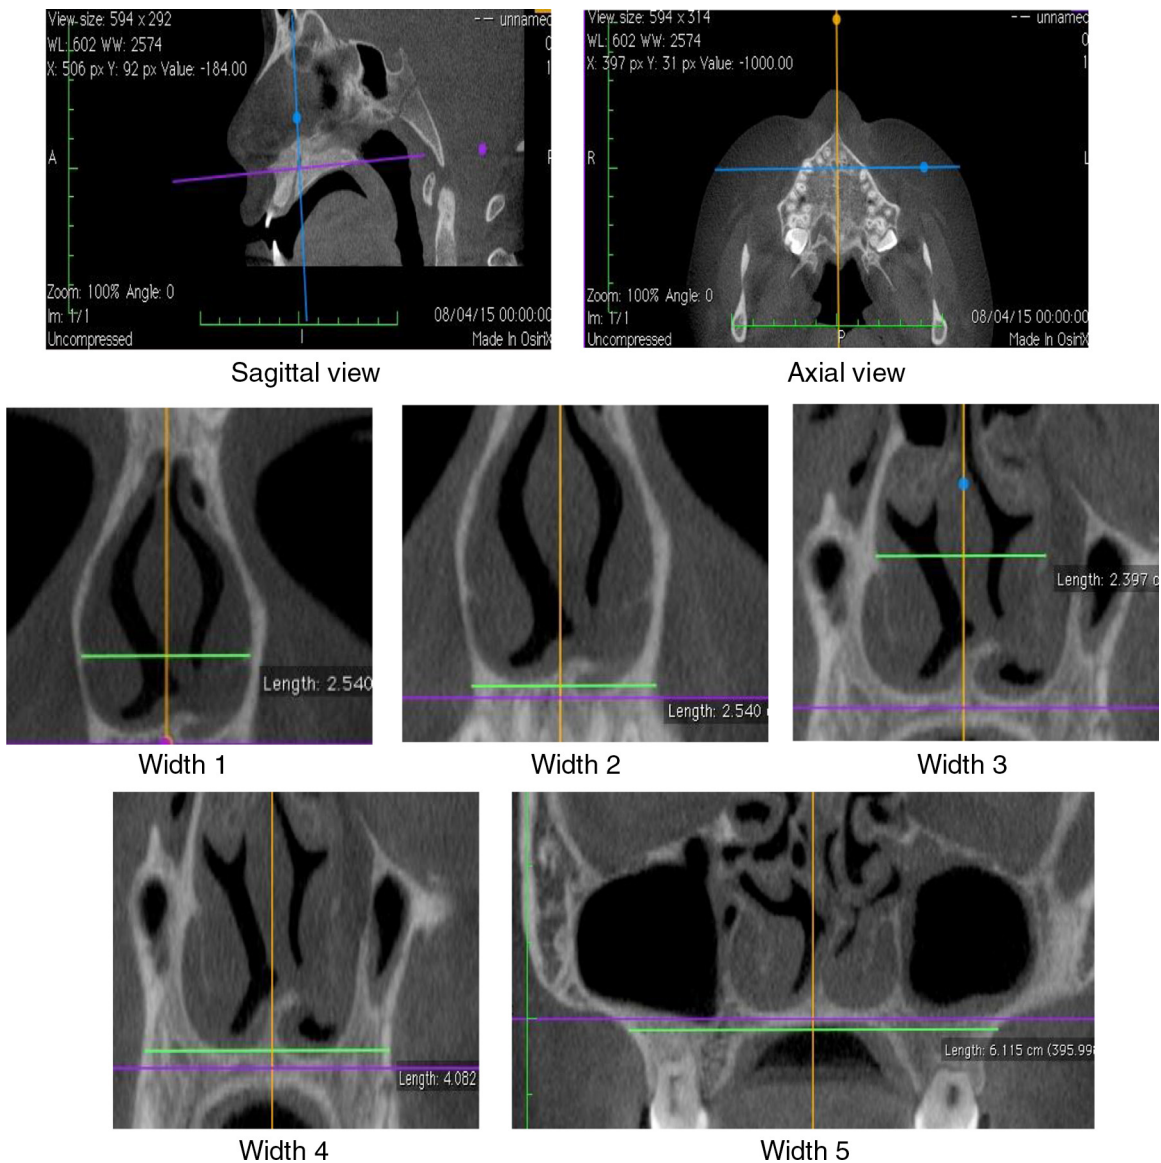 View size: 594 x 292
-- unnamed
WL: 602 WW: 2574
X: 506 px Y: 92 px Value: -184.00
A
Zoom: 100% Angle: 0
Im: 1/1
Uncompressed
08/04/15 00:00:00
Made In OsiriX
I
Sagittal view
View size: 594 x 314
-- unnamed
WL: 602 WW: 2574
X: 397 px Y: 31 px Value: -1000.00
R
L
Zoom: 100% Angle: 0
Im: 1/1
Uncompressed
08/04/15 00:00:00
Made In OsiriX
P
Axial view
Length: 2.540
Width 1
Length: 2.540
Width 2
Length: 2.397 c
Width 3
Length: 4.082
Width 4
Length: 6.115 cm (395.99
Width 5